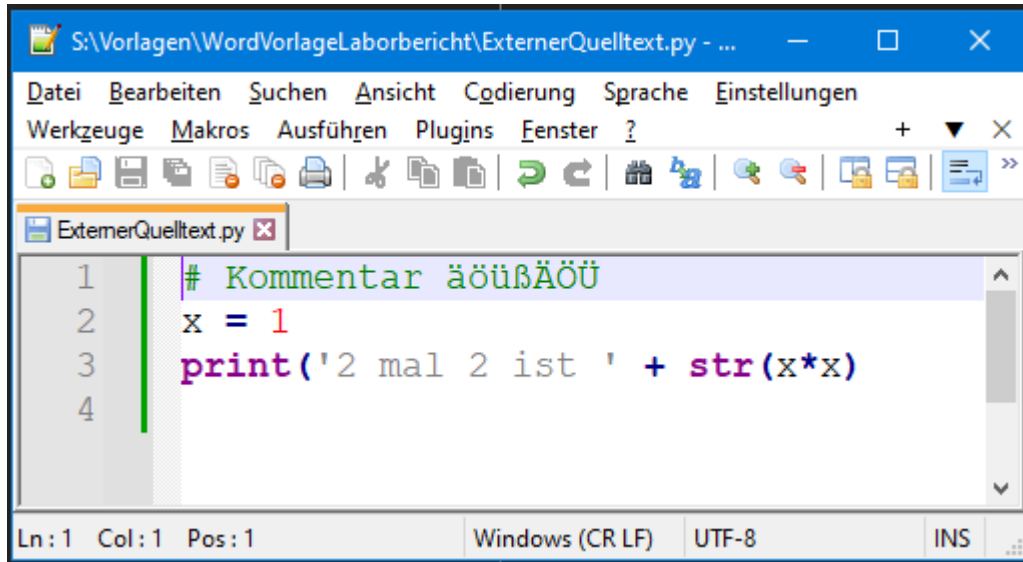 S:\Vorlagen\WordVorlageLaborbericht\ExternerQuelltext.py - ...
Datei Bearbeiten Suchen Ansicht Codierung Sprache Einstellungen
Werkzeuge Makros Ausführen Plugins Fenster ? + ▼ ×
ExternerQuelltext.py
1 # Kommentar äöüßÄÖÜ
2 x = 1
3 print('2 mal 2 ist ' + str(x*x)
4
Ln : 1 Col : 1 Pos : 1 Windows (CR LF) UTF-8 INS